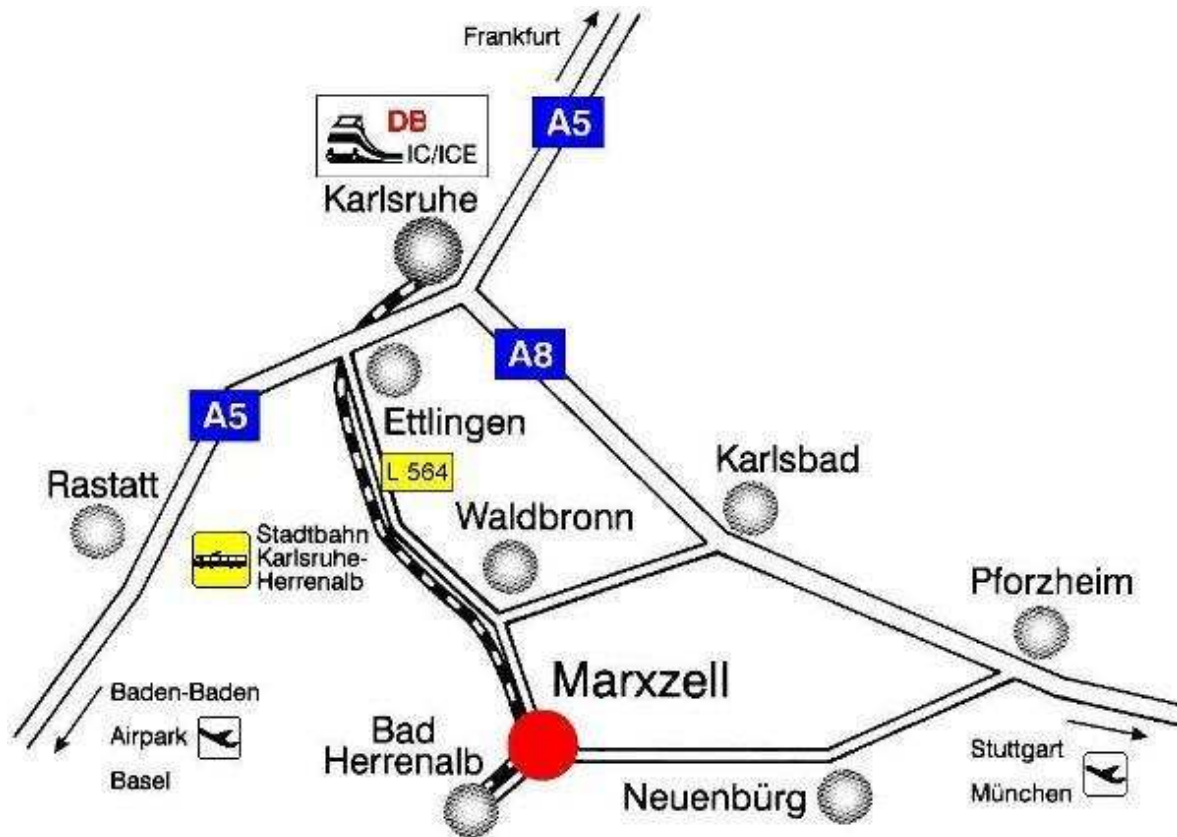 Frankfurt
A5
DB
IC/ICE
Karlsruhe
A8
A5
Ettlingen
L 564
Karlsbad
Rastatt
Waldbronn
Stadtbahn
Karlsruhe-
Herrenalb
Pforzheim
Marxzell
Baden-Baden
Airpark
Basel
Bad
Herrenalb
Neuenbürg
Stuttgart
München